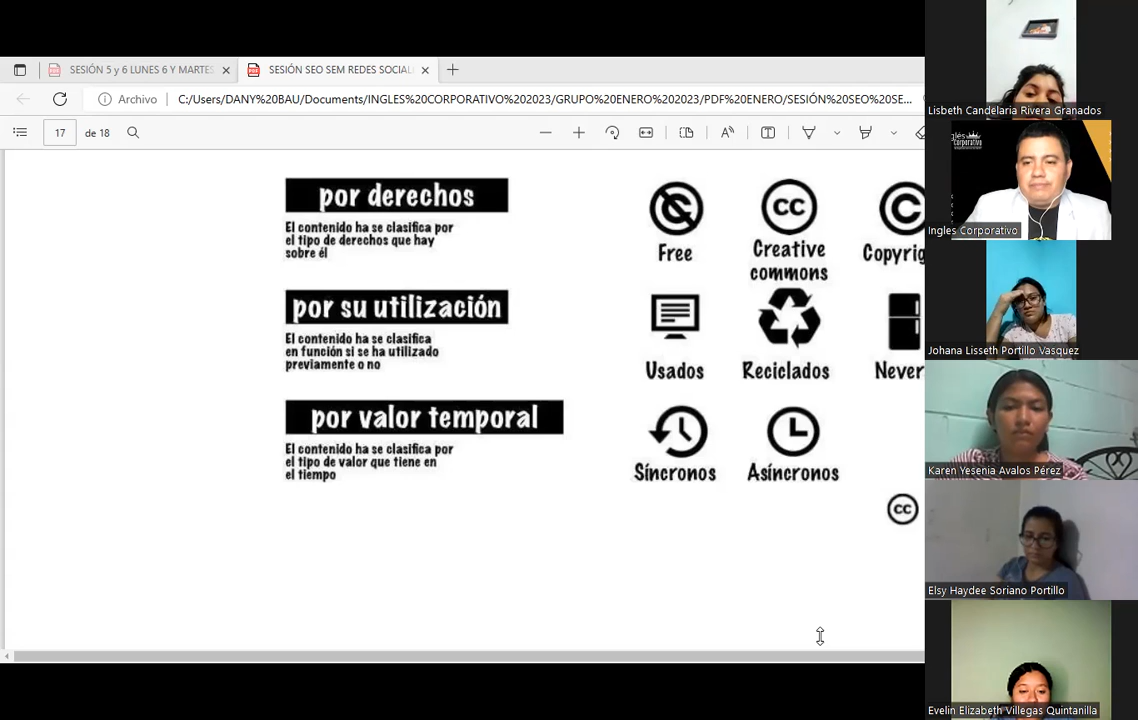 SESIÓN 5 y 6 LUNES 6 Y MARTES
SESIÓN SEO SEM REDES SOCIAL
Archivo
C:/Users/DANY%20BAU/Documents/INGLES%20CORPORATIVO%202023/GRUPO%20ENERO%202023/PDF%20ENERO/SESIÓN%20SEO%20SE...
17 de 18
por derechos
El contenido ha se clasifica por
el tipo de derechos que hay
sobre él
Free
Creative
commons
Copyrig
por su utilización
El contenido ha se clasifica
en función si se ha utilizado
previamente o no
Usados
Reciclados
Never
por valor temporal
El contenido ha se clasifica por
el tipo de valor que tiene en
el tiempo
Síncronos
Asíncronos
cc
Lisbeth Candelaria Rivera Granados
Ingles Corporativo
Johana Lisseth Portillo Vasquez
Karen Yesenia Avalos Pérez
Elsy Haydee Soriano Portillo
Evelin Elizabeth Villegas Quintanilla